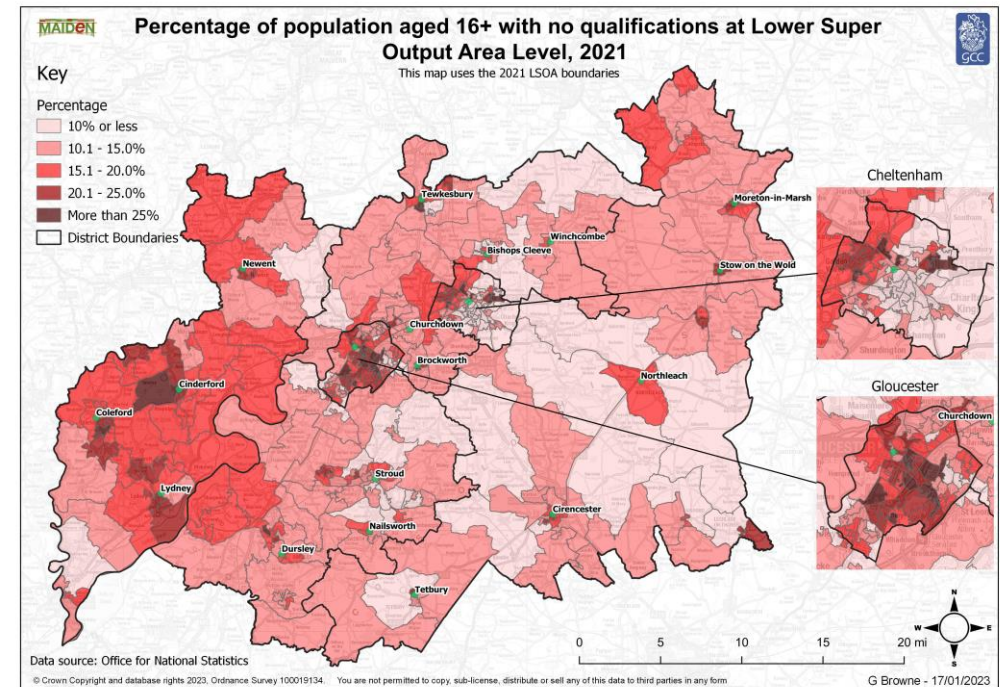 MAIDEN
Percentage of population aged 16+ with no qualifications at Lower Super
Output Area Level, 2021
This map uses the 2021 LSOA boundaries
GCC
Key
Percentage
10% or less
10.1 - 15.0%
15.1 - 20.0%
20.1 - 25.0%
More than 25%
District Boundaries
Tewkesbury
Moreton-in-Marsh
Winchcombe
Bishops Cleeve
Newent
Stow on the Wold
Churchdown
Brockworth
Northleach
Cinderford
Coleford
Stroud
Lydney
Cirencester
Nailsworth
Dursley
Tetbury
Cheltenham
Gloucester
Churchdown
N
W
E
S
0 5 10 15 20 mi
Data source: Office for National Statistics
© Crown Copyright and database rights 2023. Ordnance Survey 100019134. You are not permitted to copy, sub-license, distribute or sell any of this data to third parties in any form
G Browne - 17/01/2023